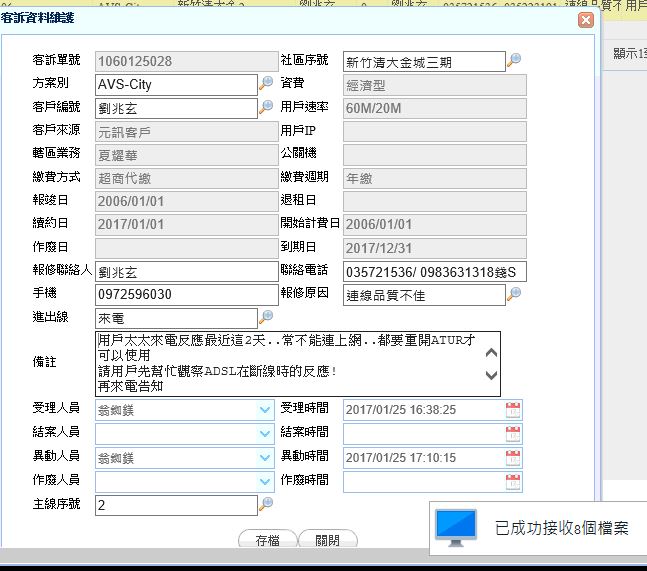 客訴資料維護
顯示1
客訴單號 1060125028 社區序號 新竹清大金城三期
方案別 AVS-City 資費 經濟型
客戶編號 劉兆玄 用戶速率 60M/20M
客戶來源 元訊客戶 用戶IP
轄區業務 夏耀華 公關機
繳費方式 超商代繳 繳費週期 年繳
報竣日 2006/01/01 退租日
續約日 2017/01/01 開始計費日 2006/01/01
作廢日 到期日 2017/12/31
報修聯絡人 劉兆玄 聯絡電話 035721536/ 0983631318錢S
手機 0972596030 報修原因 連線品質不佳
進出線 來電
備註
用戶太太來電反應最近這2天..常不能連上網..都要重開ATUR才
可以使用
請用戶先幫忙觀察ADSL在斷線時的反應!
再來電告知
受理人員 受理時間 2017/01/25 16:38:25
結案人員 結案時間
異動人員 異動時間 2017/01/25 17:10:15
作廢人員 作廢時間
主線序號 2
存檔 關閉
已成功接收8個檔案